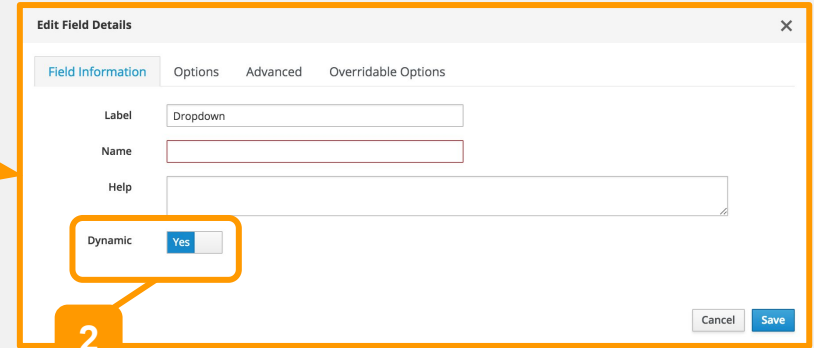 Edit Field Details
Field Information Options Advanced Overridable Options
Label Dropdown
Name
Help
Dynamic Yes
2
Cancel Save